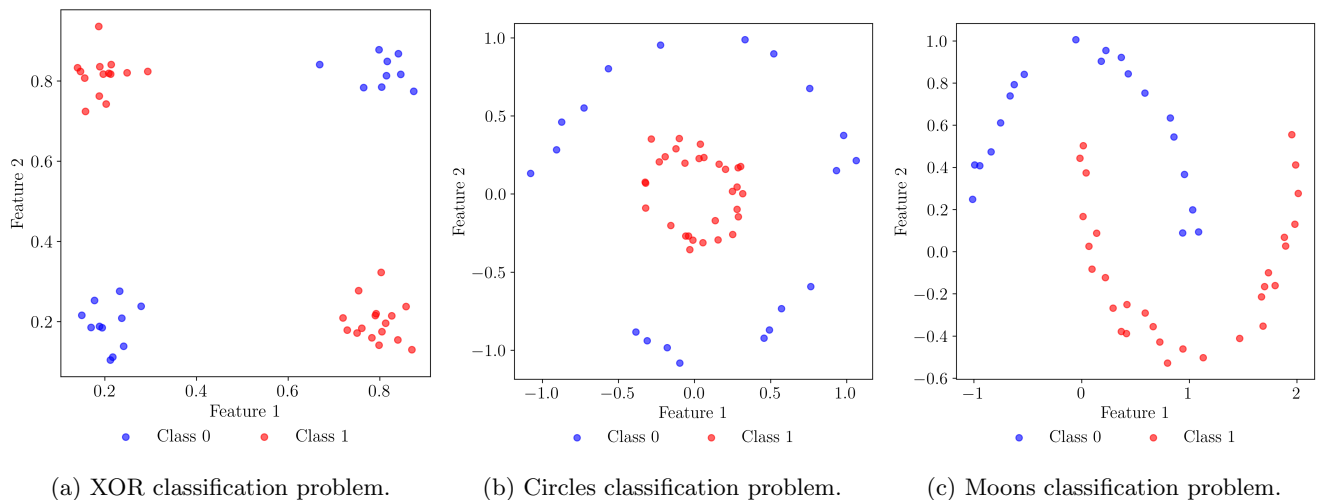 0.8
0.6
0.4
0.2
0.2 0.4 0.6 0.8
Feature 2
Feature 1
Class 0 Class 1
(a) XOR classification problem.
1.0
0.5
0.0
−0.5
−1.0
−1.0 −0.5 0.0 0.5 1.0
Feature 2
Feature 1
Class 0 Class 1
(b) Circles classification problem.
1.0
0.8
0.6
0.4
0.2
0.0
−0.2
−0.4
−0.6
−1 0 1 2
Feature 2
Feature 1
Class 0 Class 1
(c) Moons classification problem.